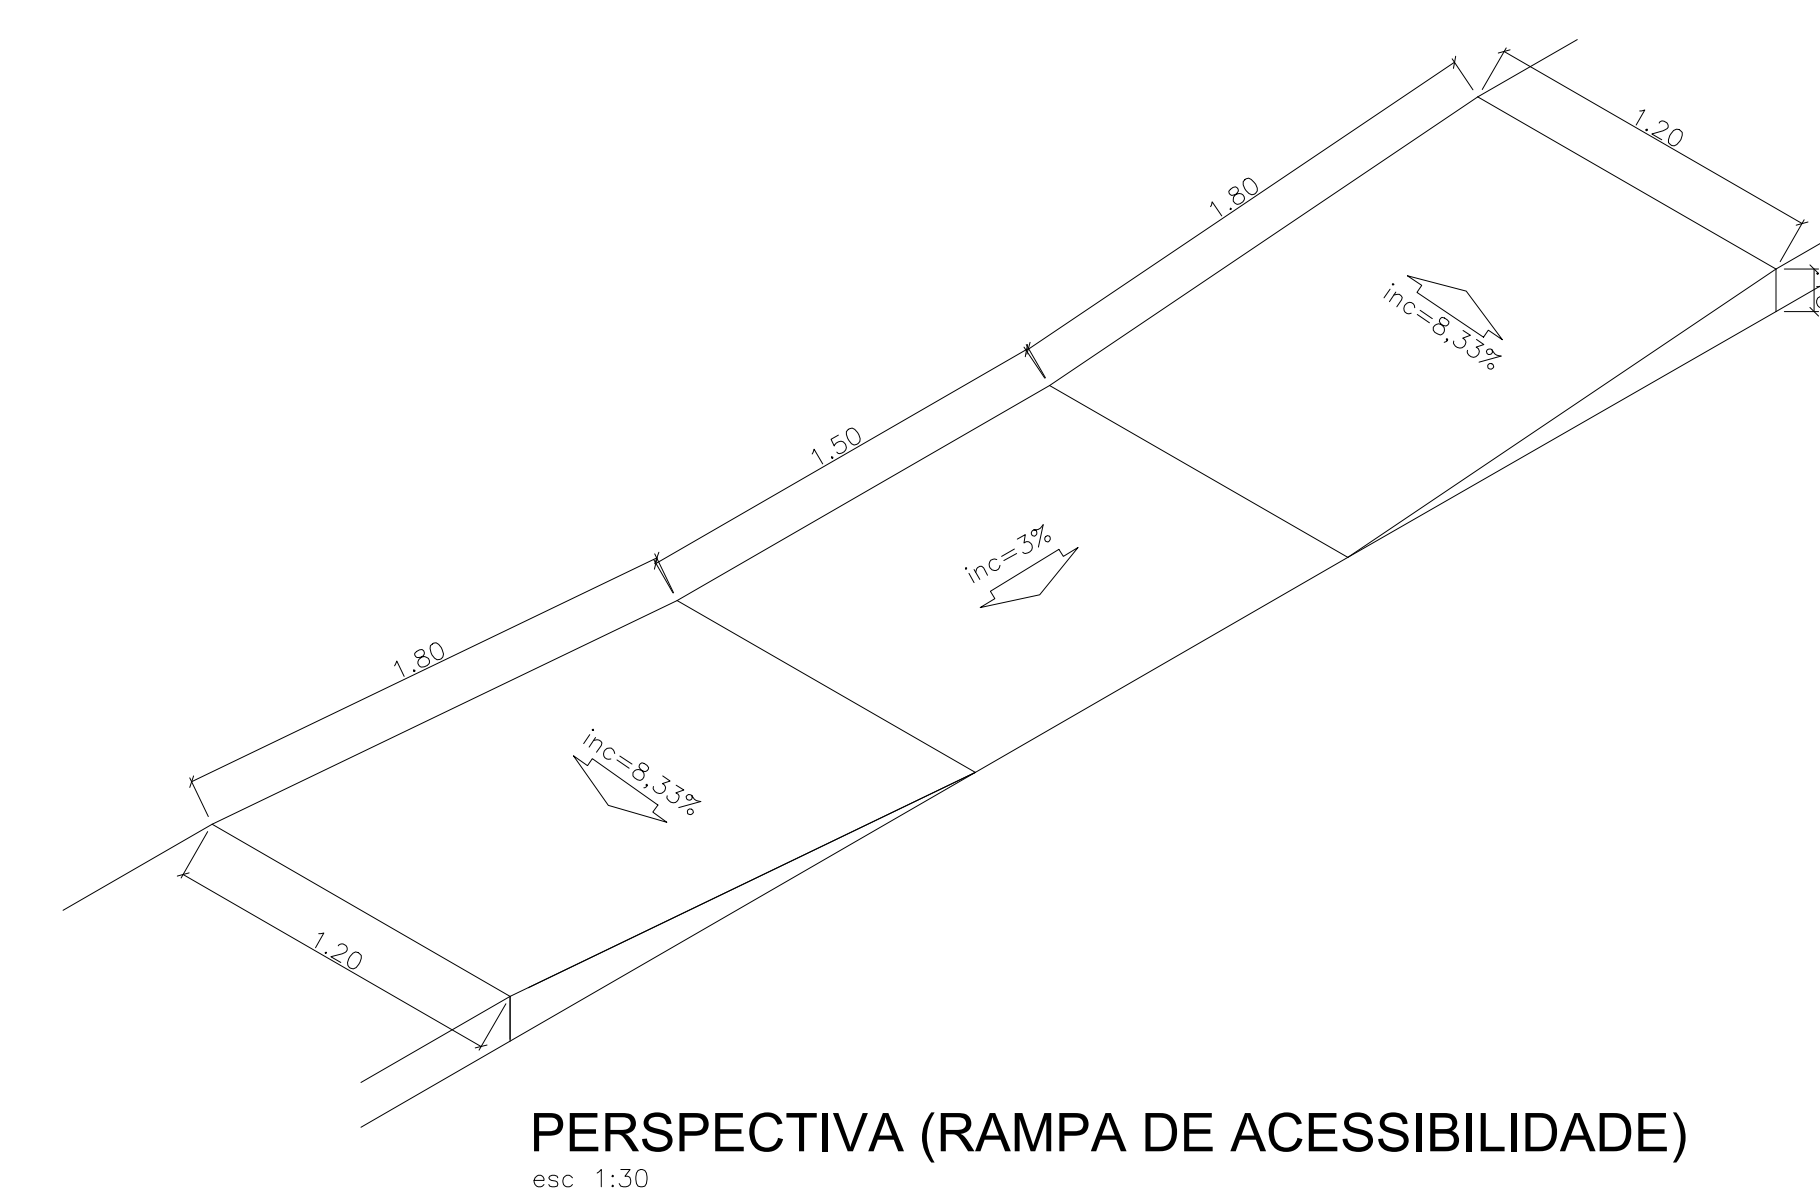 1.20
1.80
inc=8,33%
1.50
inc=3%
1.80
inc=8,33%
1.20
PERSPECTIVA (RAMPA DE ACESSIBILIDADE)
esc 1:30